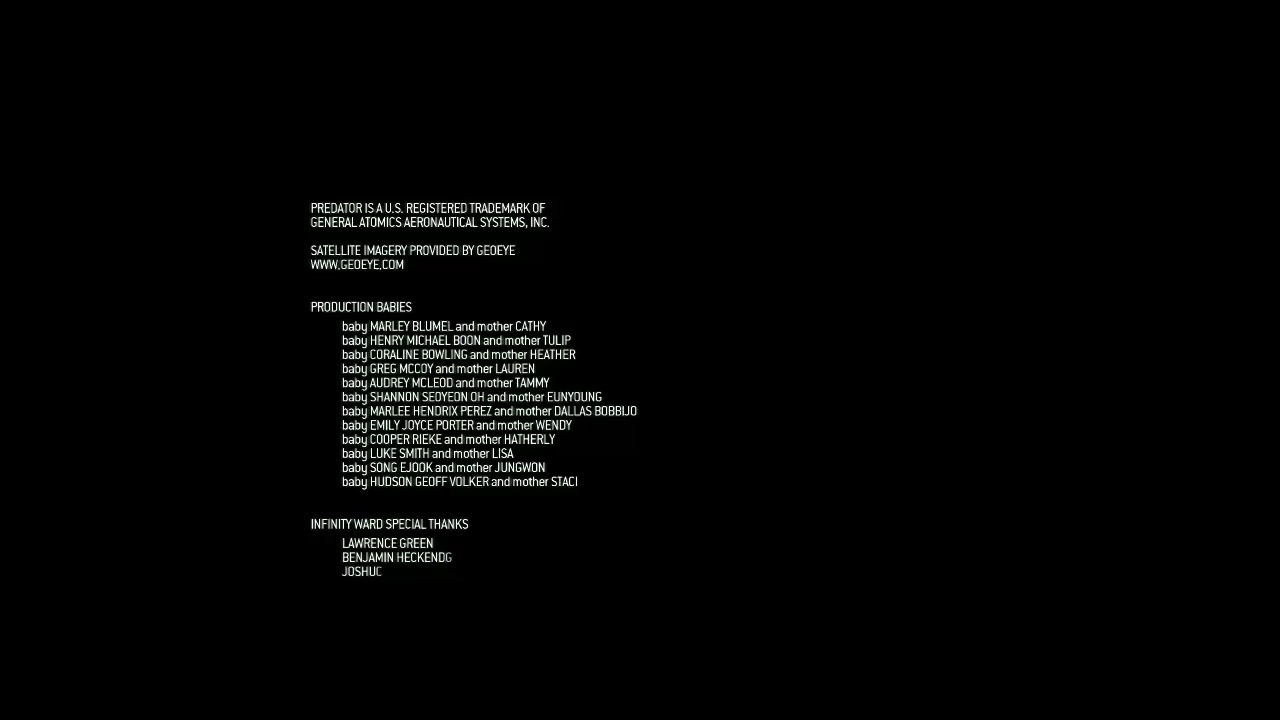 PREDATOR IS A U.S. REGISTERED TRADEMARK OF
GENERAL ATOMICS AERONAUTICAL SYSTEMS, INC.
SATELLITE IMAGERY PROVIDED BY GEOEYE
WWW.GEOEYE.COM
PRODUCTION BABIES
baby MARLEY BLUMEL and mother CATHY
baby HENRY MICHAEL BOON and mother TULIP
baby CORALINE BOWLING and mother HEATHER
baby GREG MCCOY and mother LAUREN
baby AUDREY MCLEOD and mother TAMMY
baby SHANNON SEOYEON OH and mother EUNYOUNG
baby MARLEE HENDRIX PEREZ and mother DALLAS BOBBIJO
baby EMILY JOYCE PORTER and mother WENDY
baby COOPER RIEKE and mother HATHERLY
baby LUKE SMITH and mother LISA
baby SONG EJOOK and mother JUNGWON
baby HUDSON GEOFF VOLKER and mother STACI
INFINITY WARD SPECIAL THANKS
LAWRENCE GREEN
BENJAMIN HECKENDG
JOSHUC